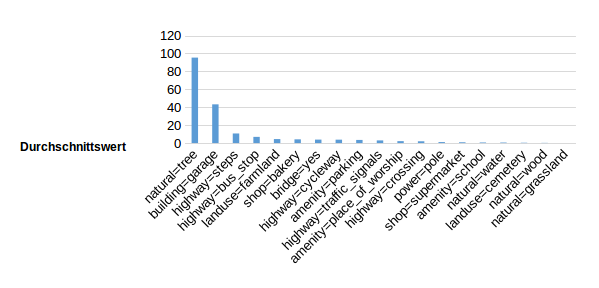 120
100
80
60
40
20
0
Durchschnittswert
natural=tree
building=garage
highway=steps
highway=bus_stop
landuse=farmland
shop=bakery
bridge=yes
highway=cycleway
amenity=parking
highway=traffic_signals
amenity=place_of_worship
highway=crossing
power=pole
shop=supermarket
amenity=school
natural=water
landuse=cemetery
natural=wood
natural=grassland